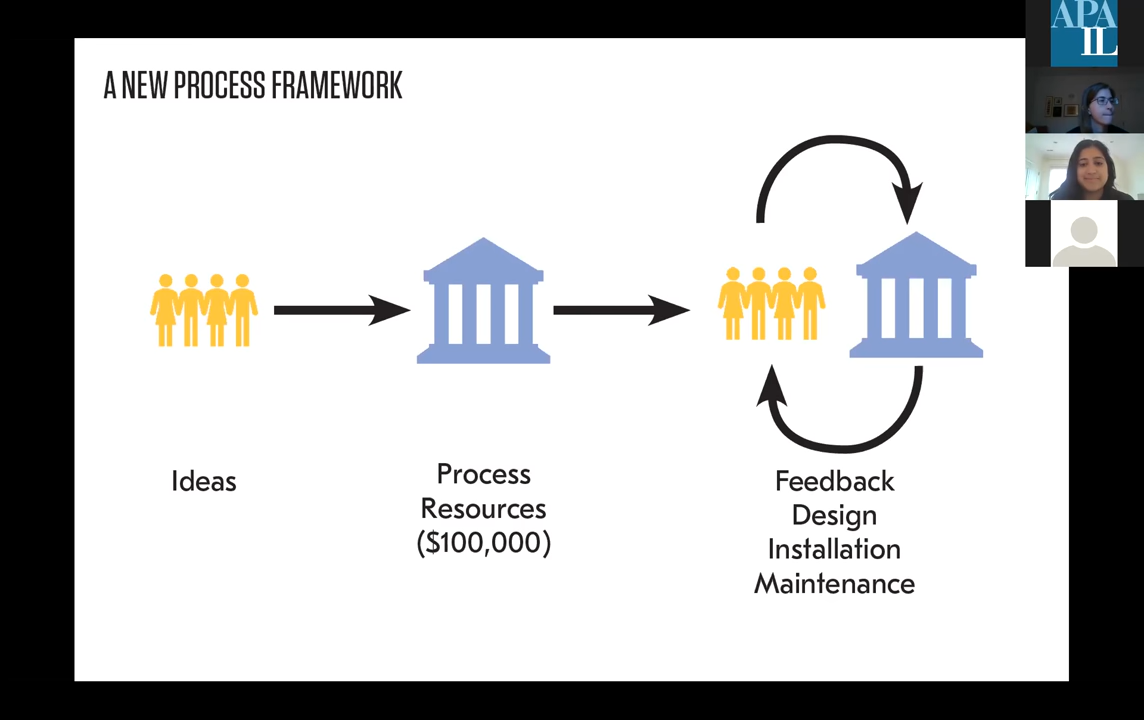 APA
IL
A NEW PROCESS FRAMEWORK
Ideas
Process
Resources
($100,000)
Feedback
Design
Installation
Maintenance